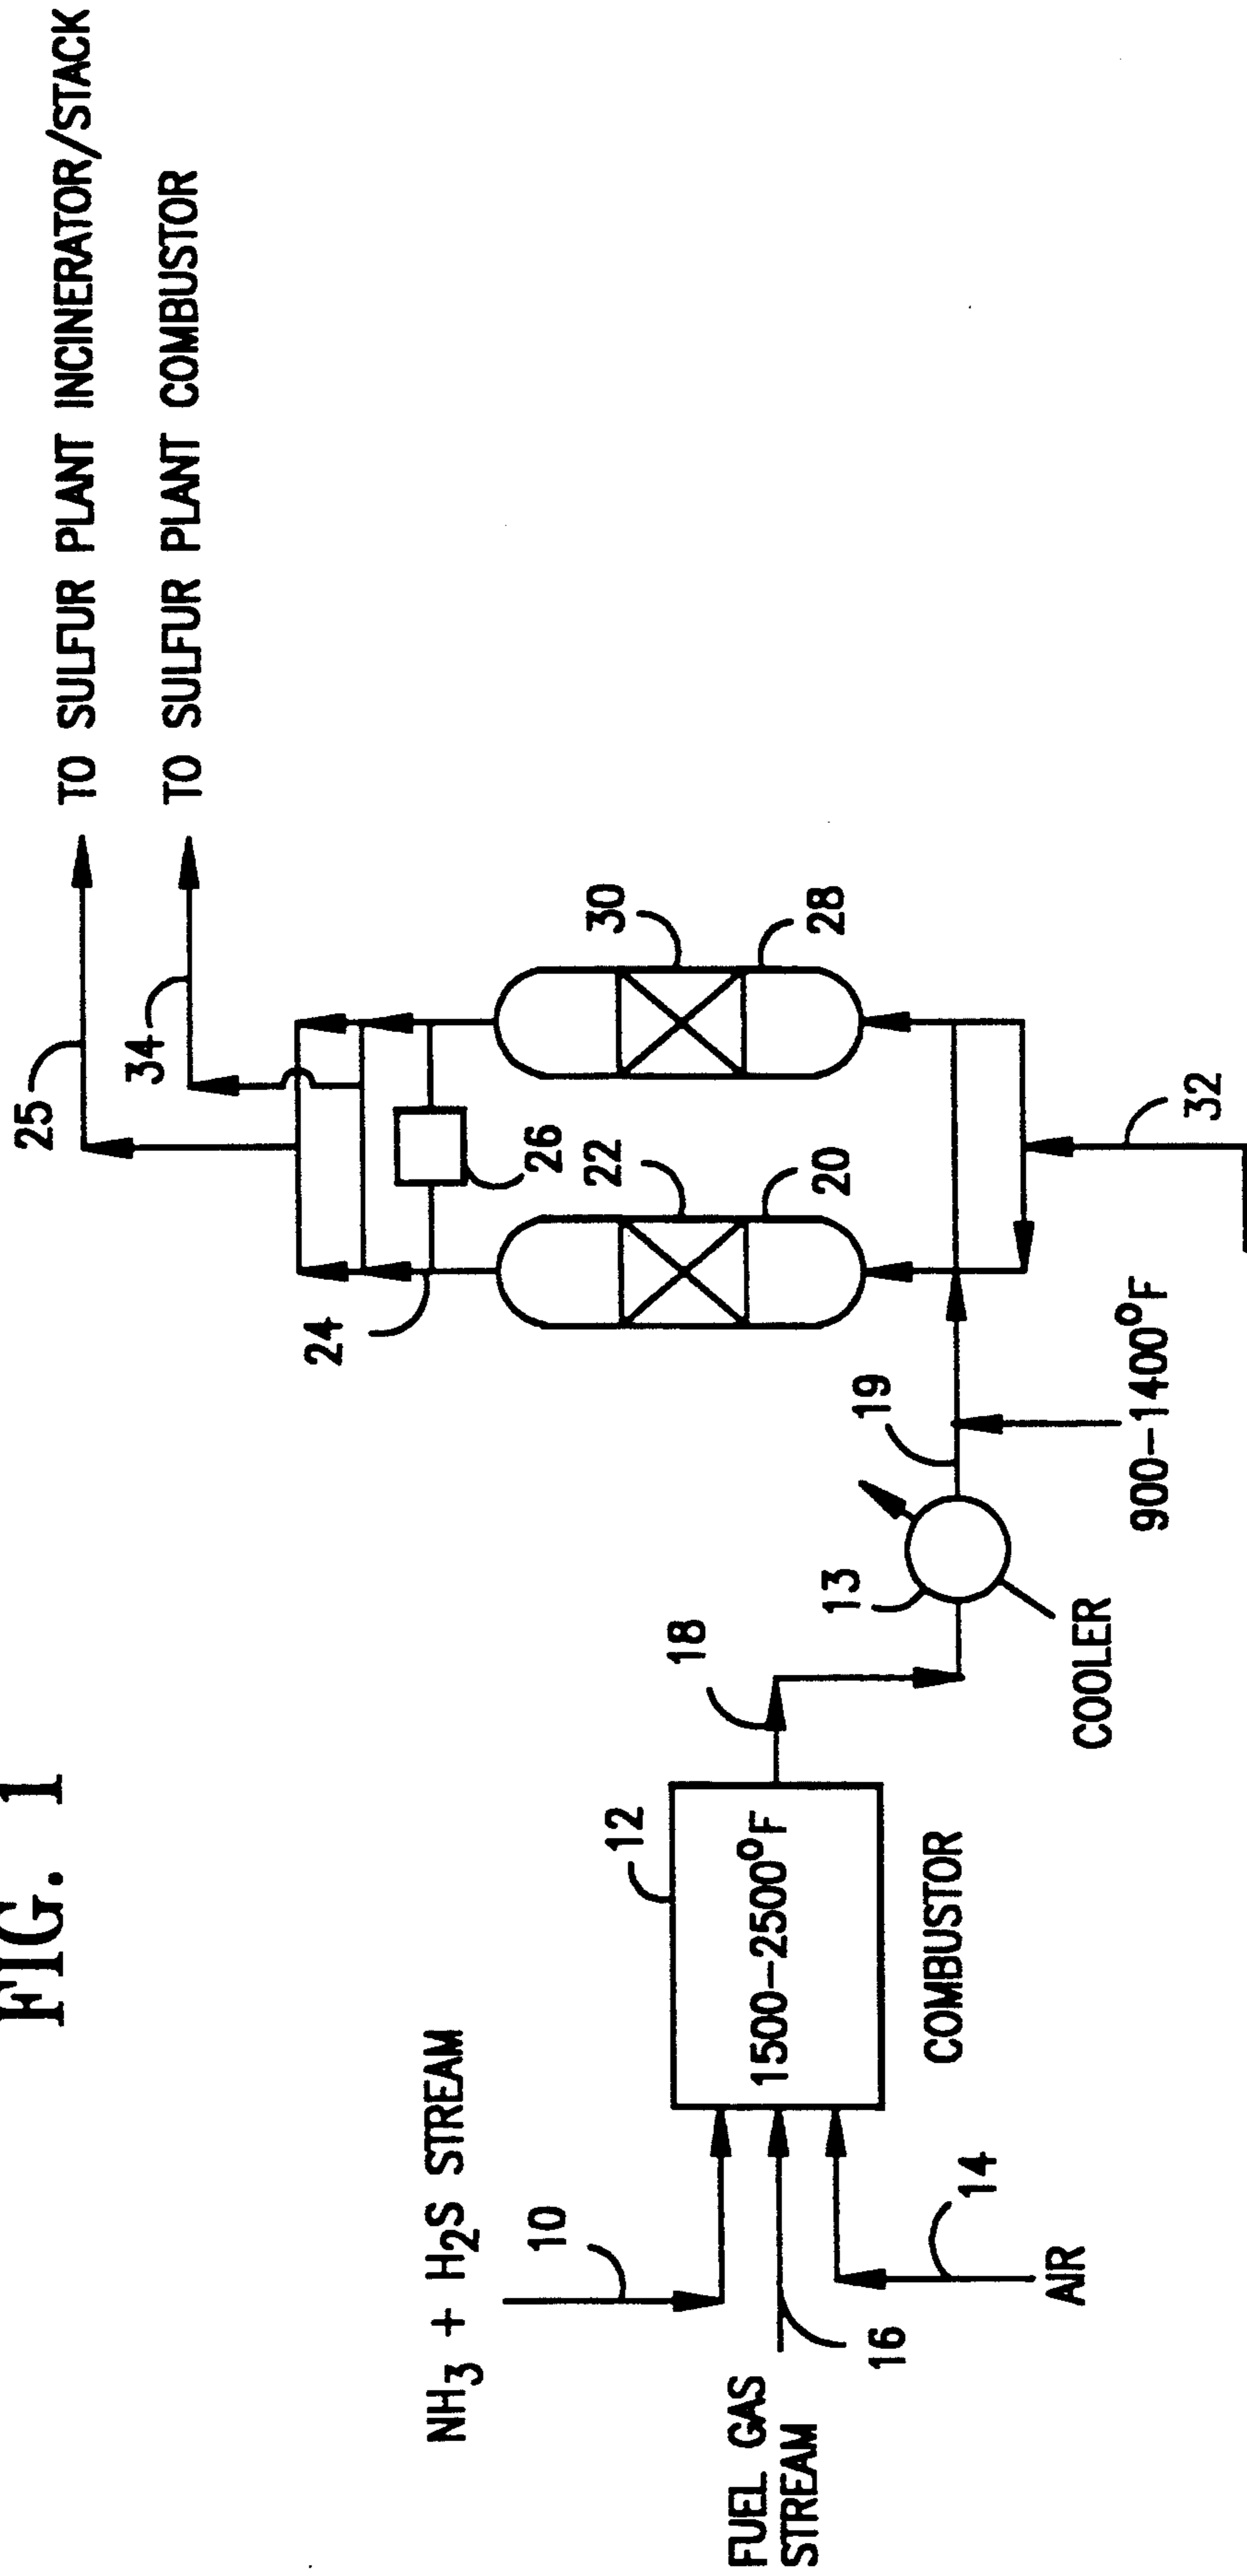 FIG. 1
TO SULFUR PLANT INCINERATOR/STACK
25
34
TO SULFUR PLANT COMBUSTOR
24
26
30
22
28
20
NH3 + H2S STREAM
10
12
18
13
19
32
FUEL GAS
STREAM
1500-2500°F
16
14
AIR
COMBUSTOR
COOLER
900-1400°F